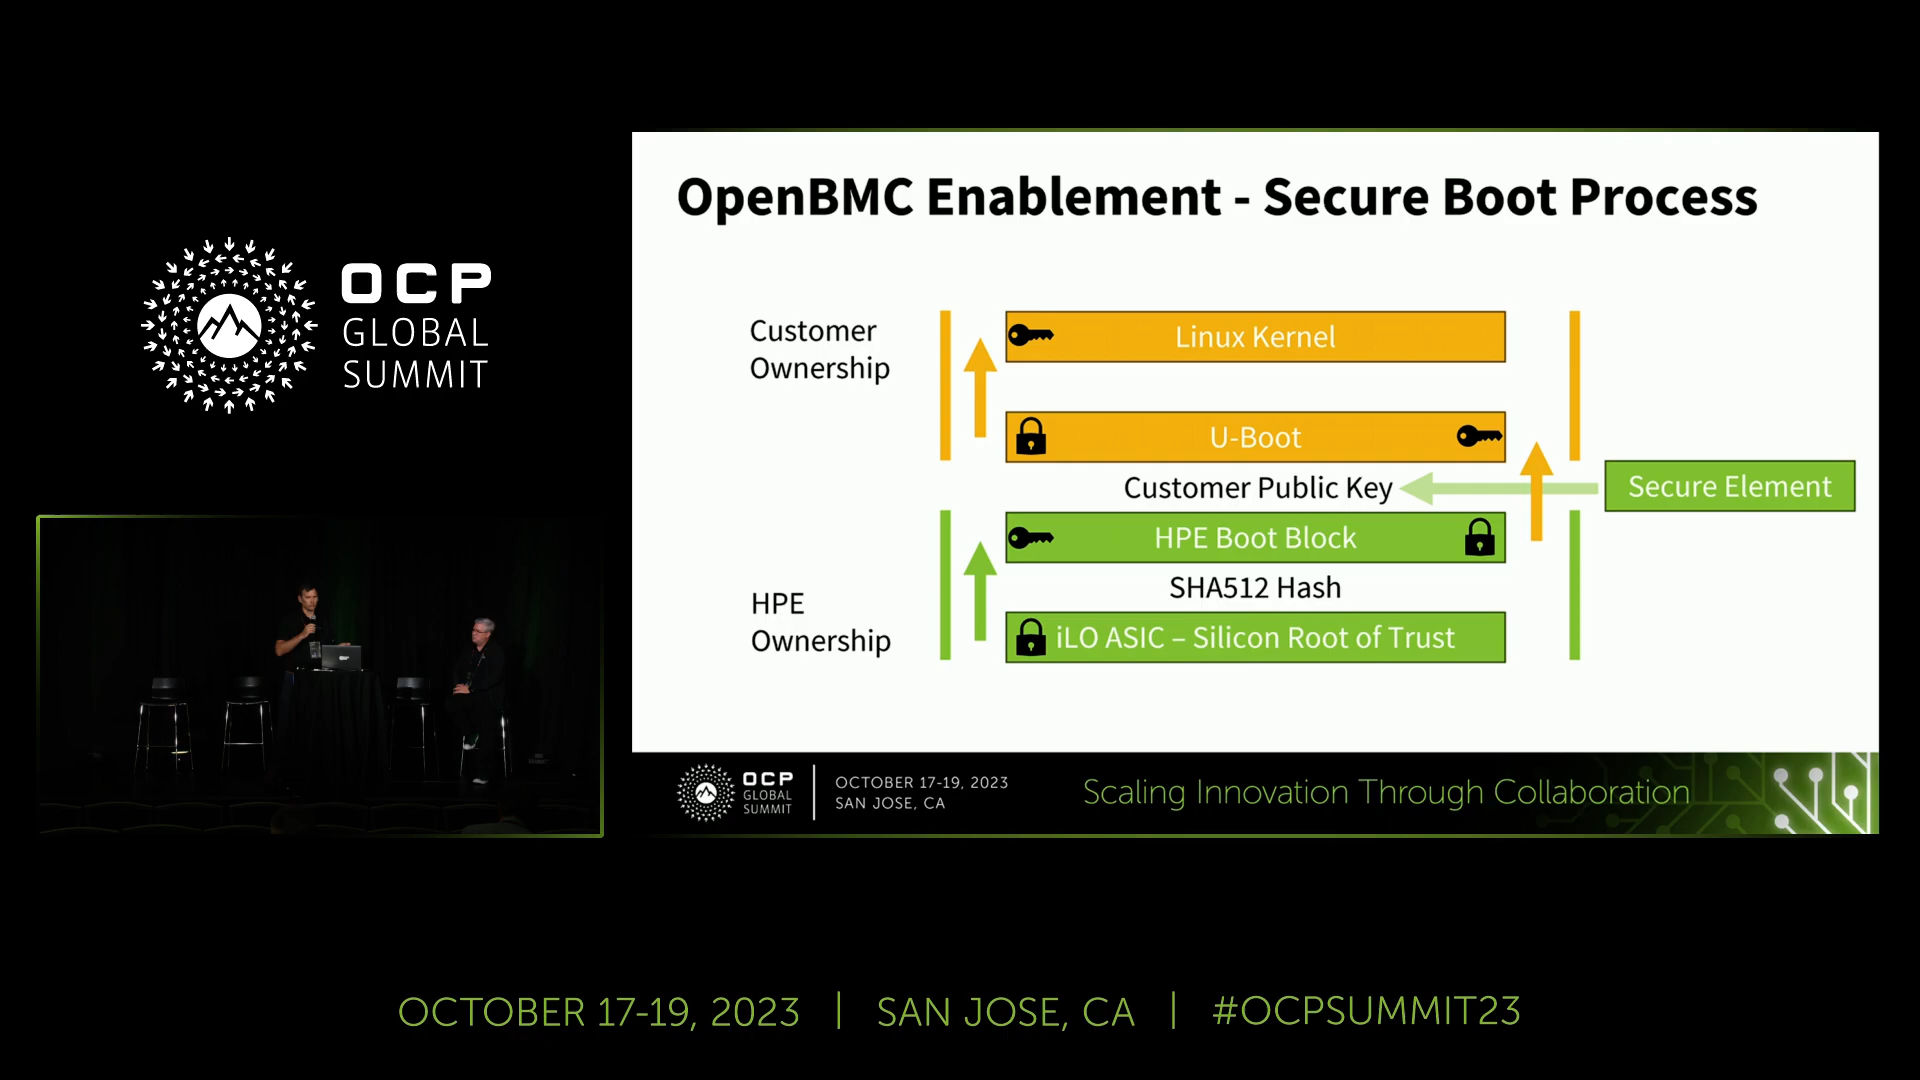 OCP
GLOBAL
SUMMIT
OpenBMC Enablement - Secure Boot Process
Customer
Ownership
Linux Kernel
U-Boot
Customer Public Key
Secure Element
HPE Boot Block
SHA512 Hash
HPE
Ownership
iLO ASIC – Silicon Root of Trust
OCP
GLOBAL
SUMMIT
OCTOBER 17-19, 2023
SAN JOSE, CA
Scaling Innovation Through Collaboration
OCTOBER 17-19, 2023 | SAN JOSE, CA | #OCPSUMMIT23